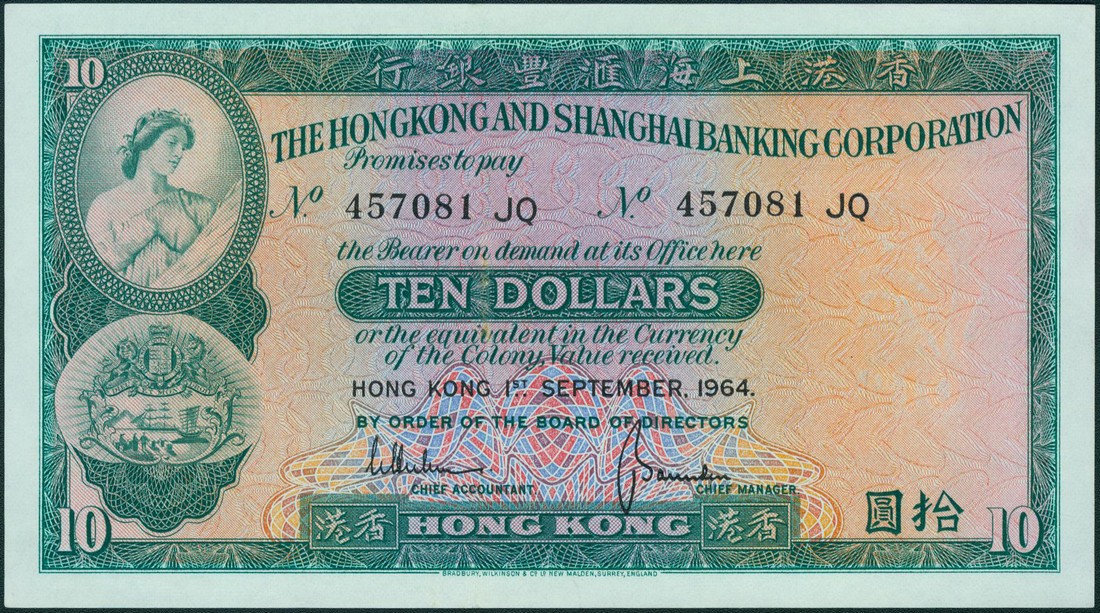 10
行銀豐滙海上港香
THE HONGKONG AND SHANGHAI BANKING CORPORATION
Promises to pay
No. 457081 JQ No. 457081 JQ
the Bearer on demand at its Office here
TEN DOLLARS
or the equivalent in the Currency
of the Colony, Value received.
HONG KONG 1ST. SEPTEMBER, 1964.
BY ORDER OF THE BOARD OF DIRECTORS
CHIEF ACCOUNTANT CHIEF MANAGER
圓拾
10 港香 HONG KONG 港香 10
BRADBURY, WILKINSON & Co Ld NEW MALDEN, SURREY, ENGLAND